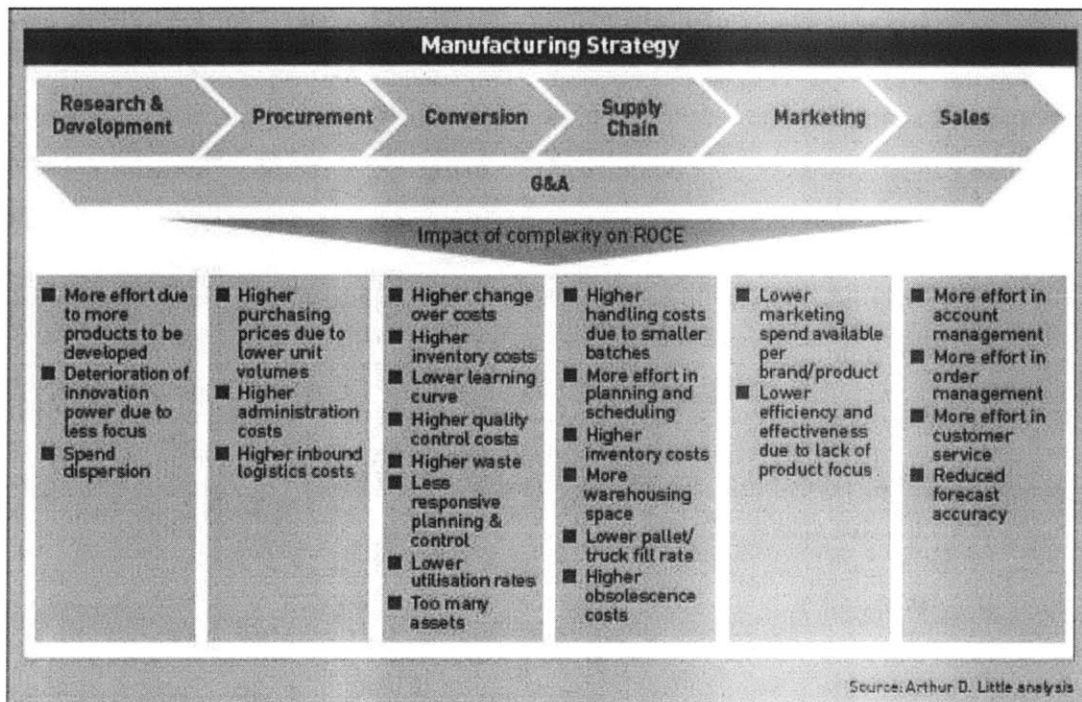 Manufacturing Strategy
Research &
Development
Procurement
Conversion
Supply
Chain
Marketing
Sales
G&A
Impact of complexity on ROCE
■ More effort due
to more
products to be
developed
■ Deterioration of
innovation
power due to
less focus
■ Spend
dispersion
■ Higher
purchasing
prices due to
lower unit
volumes
■ Higher
administration
costs
■ Higher inbound
logistics costs
■ Higher change
over costs
■ Higher
inventory costs
■ Lower learning
curve
■ Higher quality
control costs
■ Higher waste
■ Less
responsive
planning &
control
■ Lower
utilisation rates
■ Too many
assets
■ Higher
handling costs
due to smaller
batches
■ More effort in
planning and
scheduling
■ Higher
inventory costs
■ More
warehousing
space
■ Lower pallet/
truck fill rate
■ Higher
obsolescence
costs
■ Lower
marketing
spend available
per
brand/product
■ Lower
efficiency and
effectiveness
due to lack of
product focus
■ More effort in
account
management
■ More effort in
order
management
■ More effort in
customer
service
■ Reduced
forecast
accuracy
Source: Arthur D. Little analysis